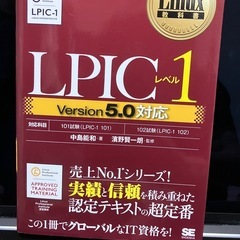 LPIC-1
Linux
教科書
LPICレベル1
Version 5.0 対応
対応科目
101試験(LPIC-1 101)
102試験(LPIC-1 102)
中島能和 著
濱野賢一朗 監修
売上No.1シリーズ!
実績と信頼を積み重ねた
認定テキストの超定番
この1冊でグローバルなIT資格を!
APPROVED
TRAINING MATERIAL
SE
SHOEISHA